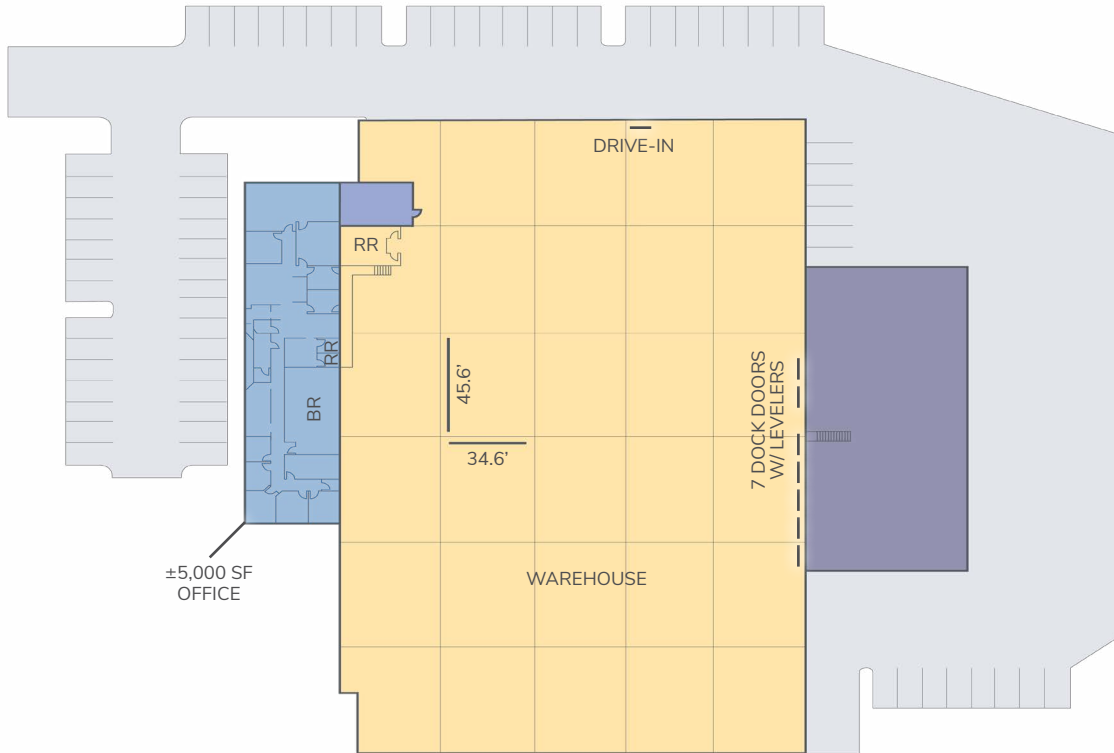 DRIVE-IN
RR
RR
45.6’
7 DOCK DOORS
W/ LEVELERS
BR
34.6’
±5,000 SF
OFFICE
WAREHOUSE